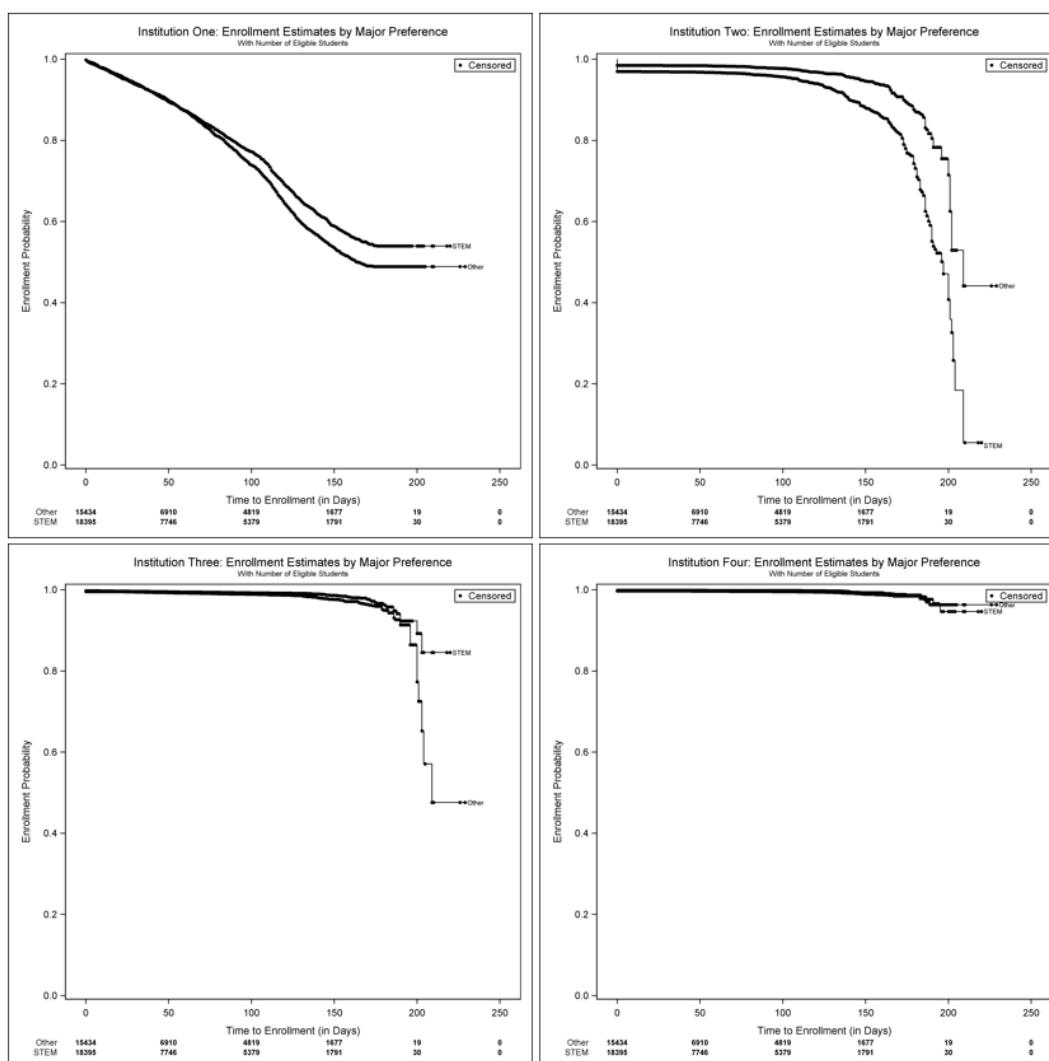 Institution One: Enrollment Estimates by Major Preference
With Number of Eligible Students
Censored
1.0
0.8
0.6
0.4
0.2
0.0
Enrollment Probability
STEM
Other
0 50 100 150 200 250
Time to Enrollment (in Days)
Other 15434 6910 4819 1677 19 0
STEM 18395 7746 5379 1791 30 0
Institution Two: Enrollment Estimates by Major Preference
With Number of Eligible Students
Censored
1.0
0.8
0.6
0.4
0.2
0.0
Enrollment Probability
Other
STEM
0 50 100 150 200 250
Time to Enrollment (in Days)
Other 15434 6910 4819 1677 19 0
STEM 18395 7746 5379 1791 30 0
Institution Three: Enrollment Estimates by Major Preference
With Number of Eligible Students
Censored
1.0
0.8
0.6
0.4
0.2
0.0
Enrollment Probability
STEM
Other
0 50 100 150 200 250
Time to Enrollment (in Days)
Other 15434 6910 4819 1677 19 0
STEM 18395 7746 5379 1791 30 0
Institution Four: Enrollment Estimates by Major Preference
With Number of Eligible Students
Censored
1.0
0.8
0.6
0.4
0.2
0.0
Enrollment Probability
Other
STEM
0 50 100 150 200 250
Time to Enrollment (in Days)
Other 15434 6910 4819 1677 19 0
STEM 18395 7746 5379 1791 30 0